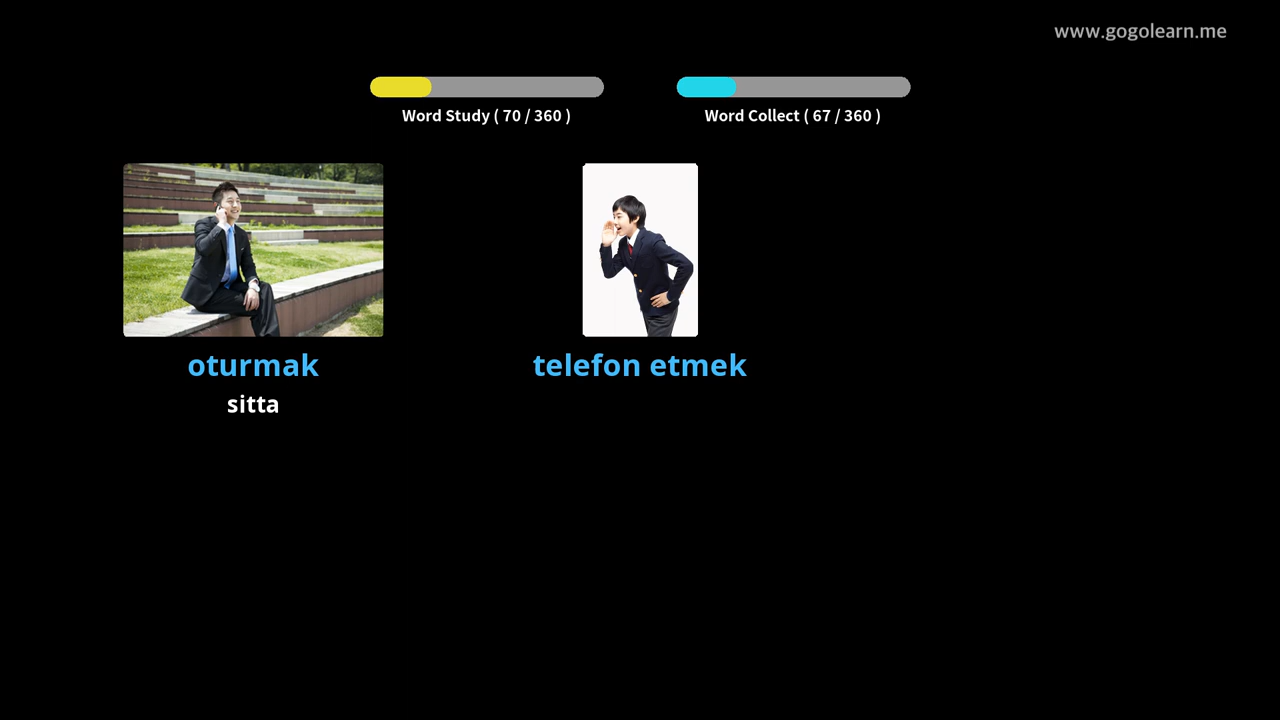 www.gogolearn.me
Word Study ( 70 / 360 )
Word Collect ( 67 / 360 )
oturmak
telefon etmek
sitta